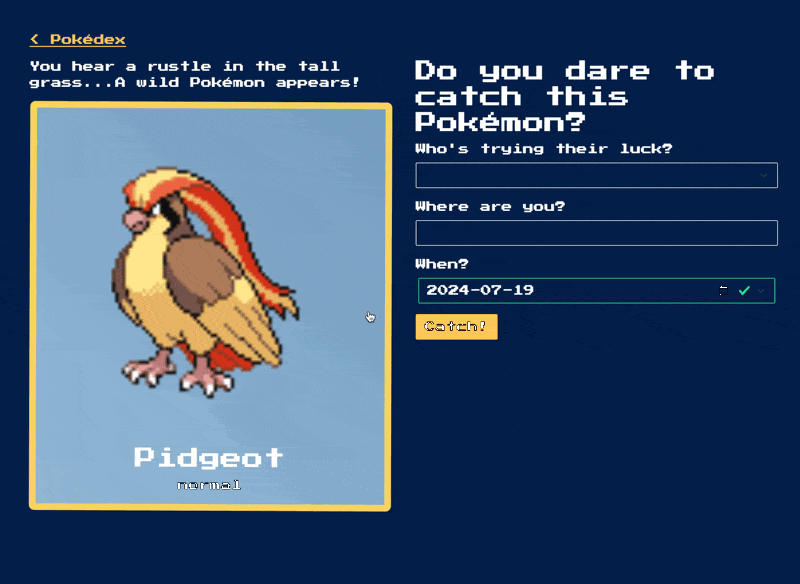 < Pokédex
You hear a rustle in the tall
grass...A wild Pokémon appears!
Pidgeot
normal
Do you dare to
catch this
Pokémon?
Who's trying their luck?
Where are you?
When?
2024-07-19
Catch!